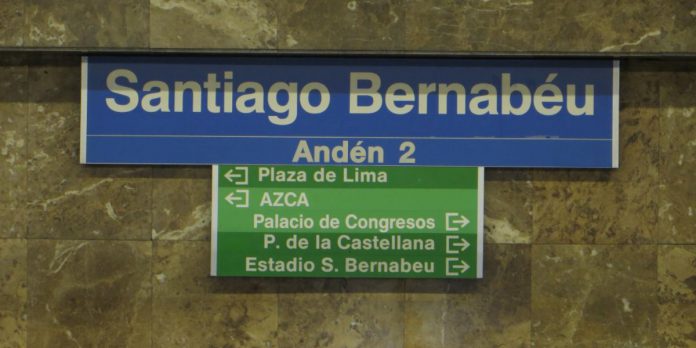 Santiago Bernabéu
Andén 2
Plaza de Lima
AZCA
Palacio de Congresos
P. de la Castellana
Estadio S. Bernabeu